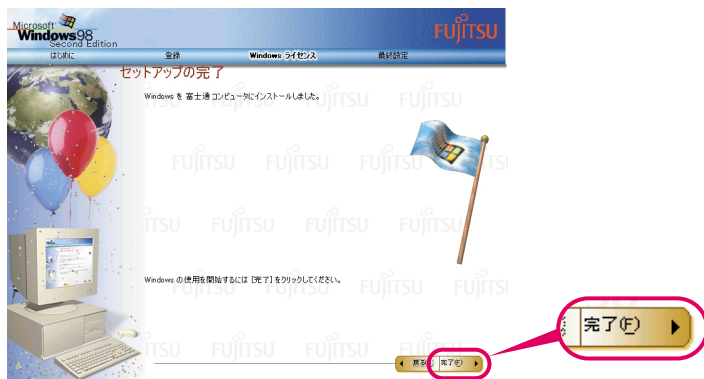 Microsoft
Windows98
Second Edition
FUJITSU
はじめに 登録 Windows ライセンス 最終設定
セットアップの完了
Windows を 富士通 コンピュータにインストールしました。
Windows の使用を開始するには [完了] をクリックしてください。
完了(F)
完了(F)